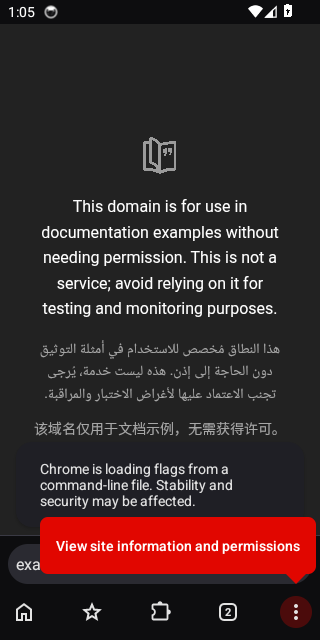 1:05
This domain is for use in
documentation examples without
needing permission. This is not a
service; avoid relying on it for
testing and monitoring purposes.
هذا النطاق مُخصص للاستخدام في أمثلة التوثيق
دون الحاجة إلى إذن. هذه ليست خدمة، يُرجى
تجنب الاعتماد عليها لأغراض الاختبار والمراقبة.
该域名仅用于文档示例，无需获得许可。
Chrome is loading flags from a
command-line file. Stability and
security may be affected.
View site information and permissions
exa
2